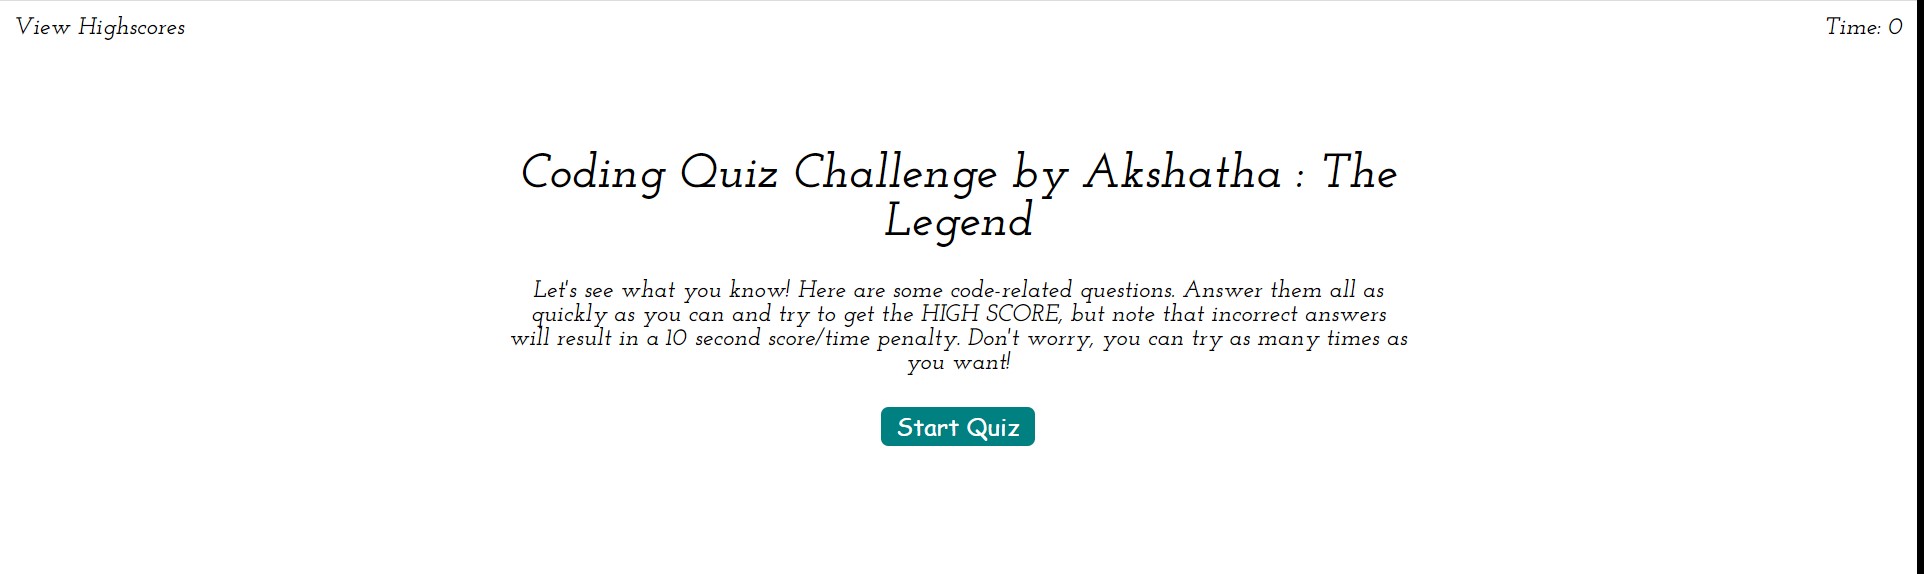 View Highscores
Time: 0
Coding Quiz Challenge by Akshatha : The
Legend
Let's see what you know! Here are some code-related questions. Answer them all as
quickly as you can and try to get the HIGH SCORE, but note that incorrect answers
will result in a 10 second score/time penalty. Don't worry, you can try as many times as
you want!
Start Quiz